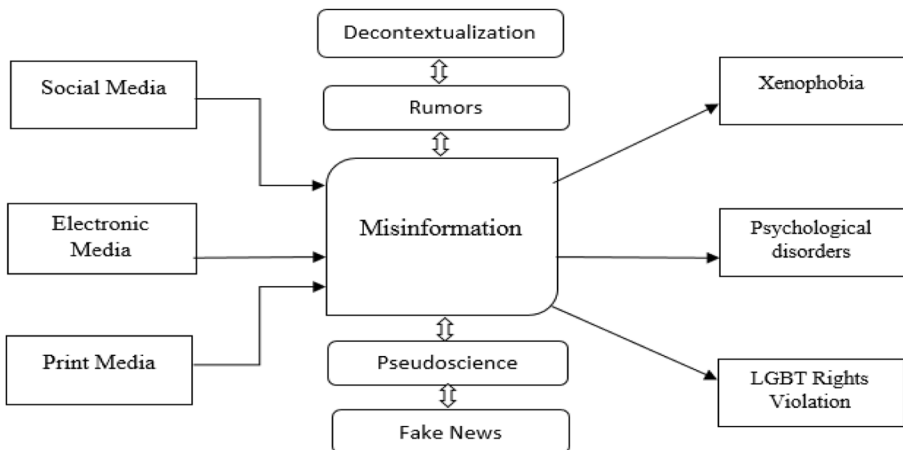 Decontextualization
Social Media
Rumors
Xenophobia
Electronic
Media
Misinformation
Psychological
disorders
Print Media
Pseudoscience
LGBT Rights
Violation
Fake News